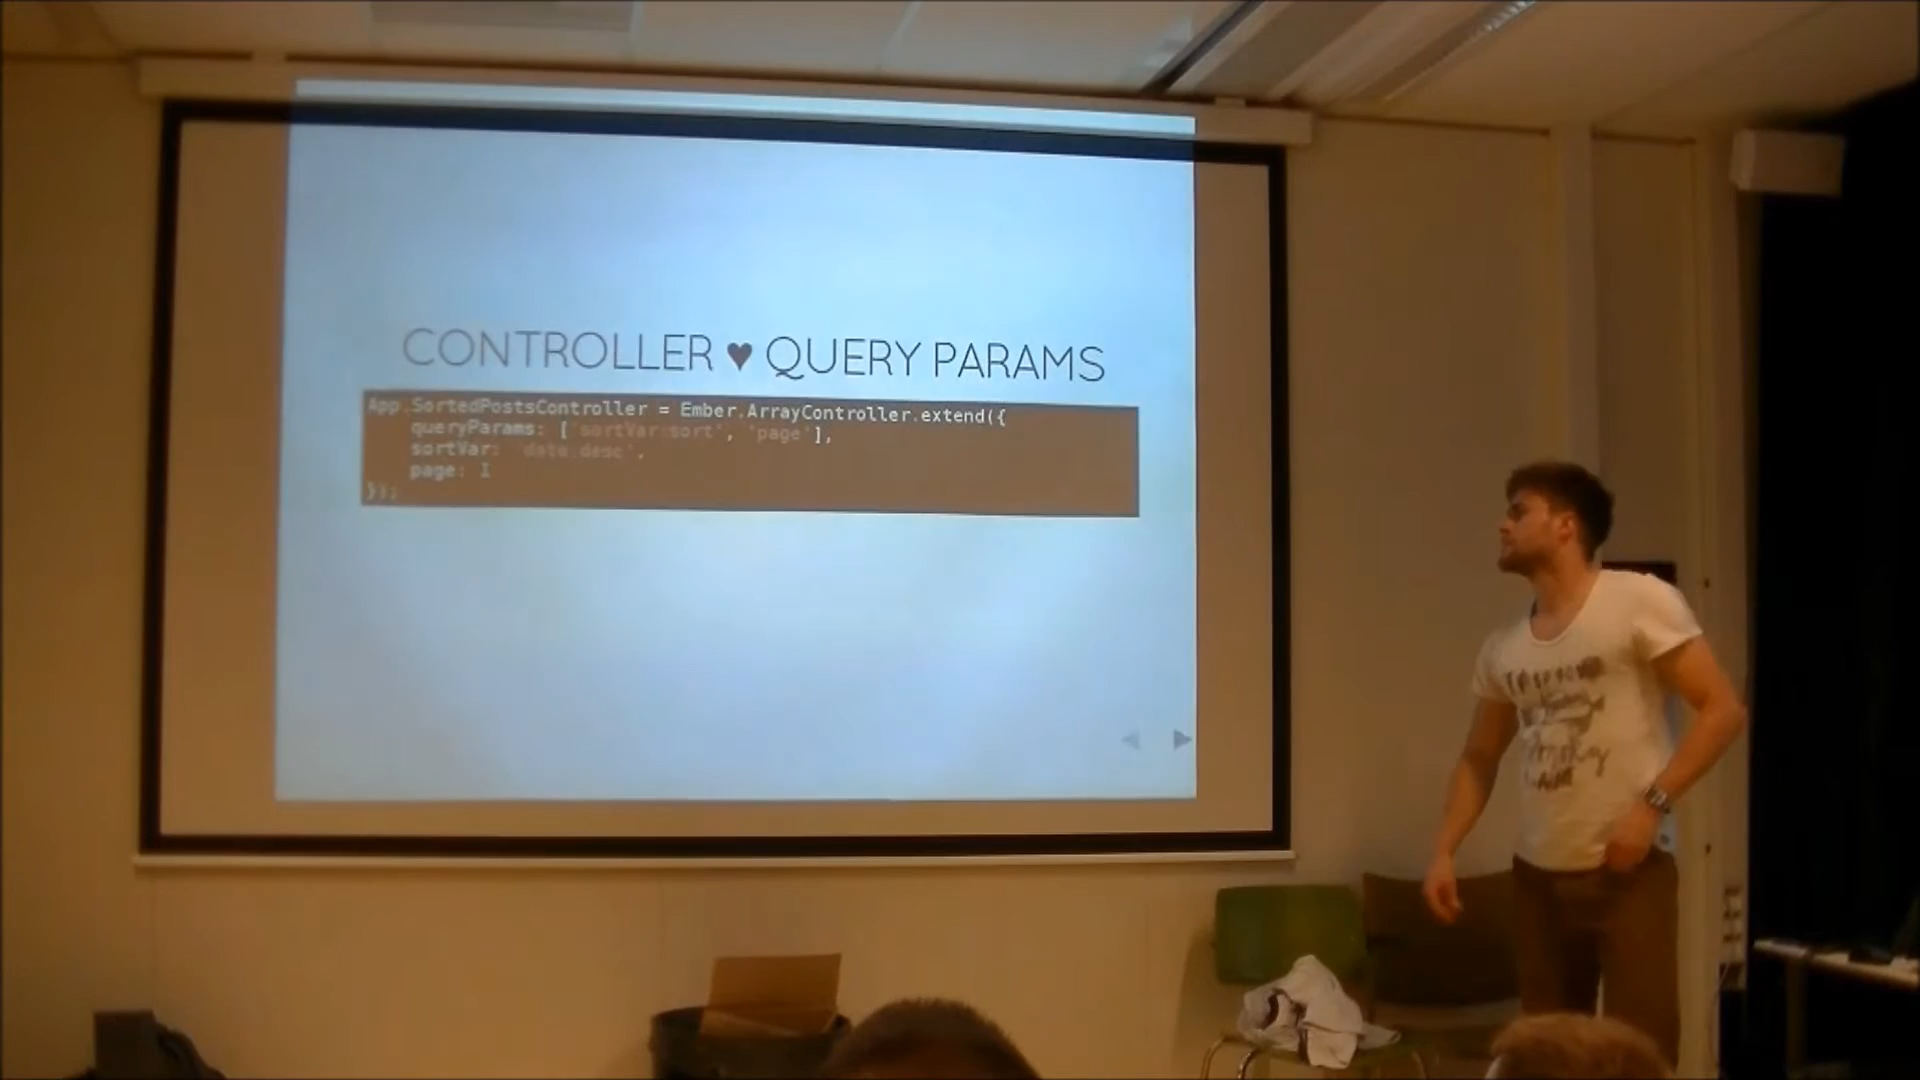 CONTROLLER ♥ QUERY PARAMS
App.SortedPostsController = Ember.ArrayController.extend({
queryParams: ['sortVar:sort', 'page'],
sortVar: 'date:desc',
page: 1
});